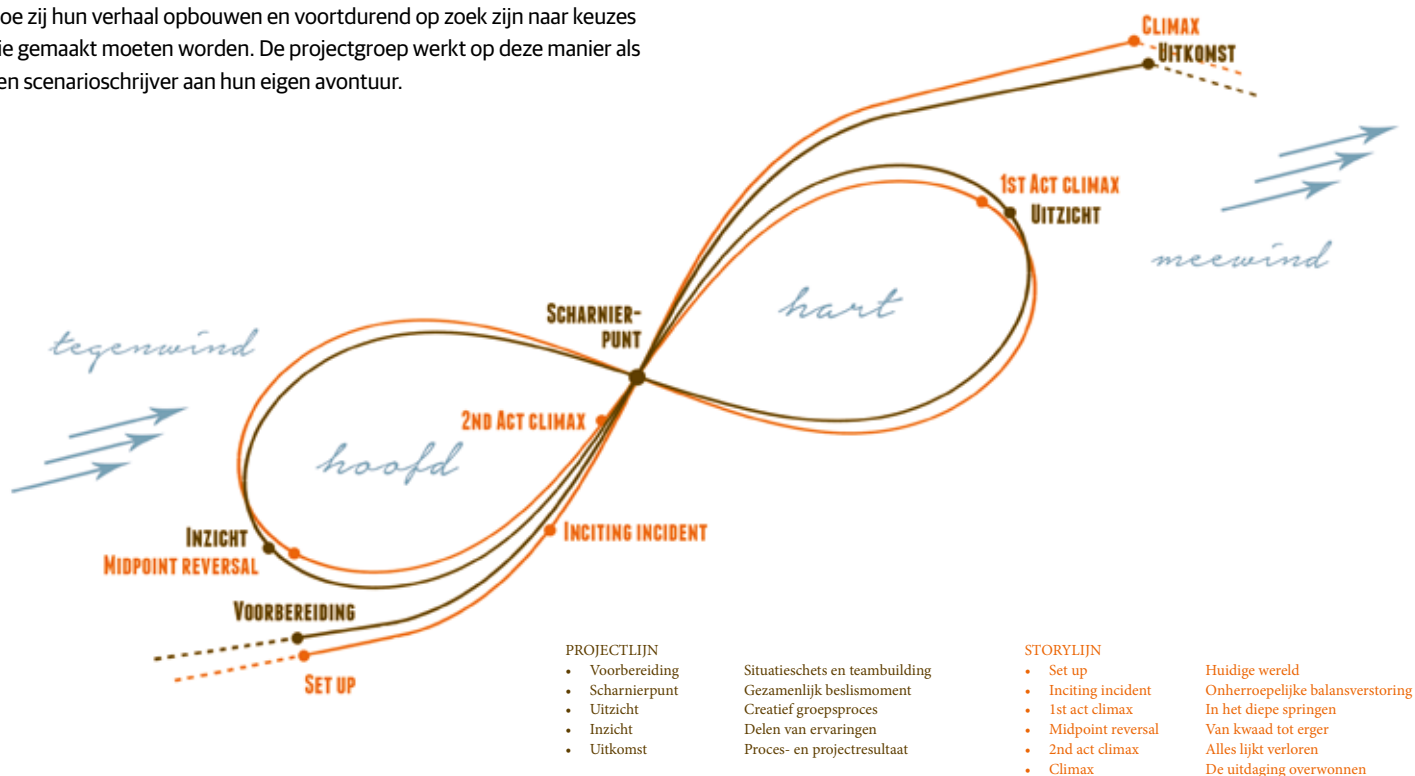 oe zij hun verhaal opbouwen en voortdurend op zoek zijn naar keuzes
ie gemaakt moeten worden. De projectgroep werkt op deze manier als
en scenarioschrijver aan hun eigen avontuur.
CLIMAX
UITKOMST
1ST ACT CLIMAX
UITZICHT
meewind
hart
SCHARNIER-
PUNT
tegenwind
2ND ACT CLIMAX
hoofd
INCITING INCIDENT
INZICHT
MIDPOINT REVERSAL
VOORBEREIDING
SET UP
PROJECTLIJN
• Voorbereiding Situatieschets en teambuilding
• Scharnierpunt Gezamenlijk beslismoment
• Uitzicht Creatief groepsproces
• Inzicht Delen van ervaringen
• Uitkomst Proces- en projectresultaat
STORYLIJN
• Set up Huidige wereld
• Inciting incident Onherroepelijke balansverstoring
• 1st act climax In het diepe springen
• Midpoint reversal Van kwaad tot erger
• 2nd act climax Alles lijkt verloren
• Climax De uitdaging overwonnen